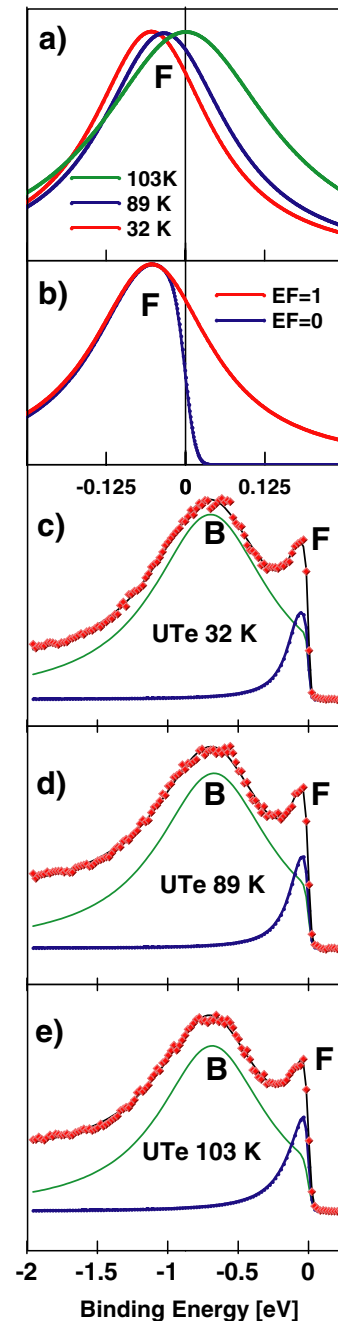 a)
F
103K
89 K
32 K
b)
F
EF=1
EF=0
-0.125 0 0.125
c)
B
F
UTe 32 K
d)
B
F
UTe 89 K
e)
B
F
UTe 103 K
-2 -1.5 -1 -0.5 0
Binding Energy [eV]